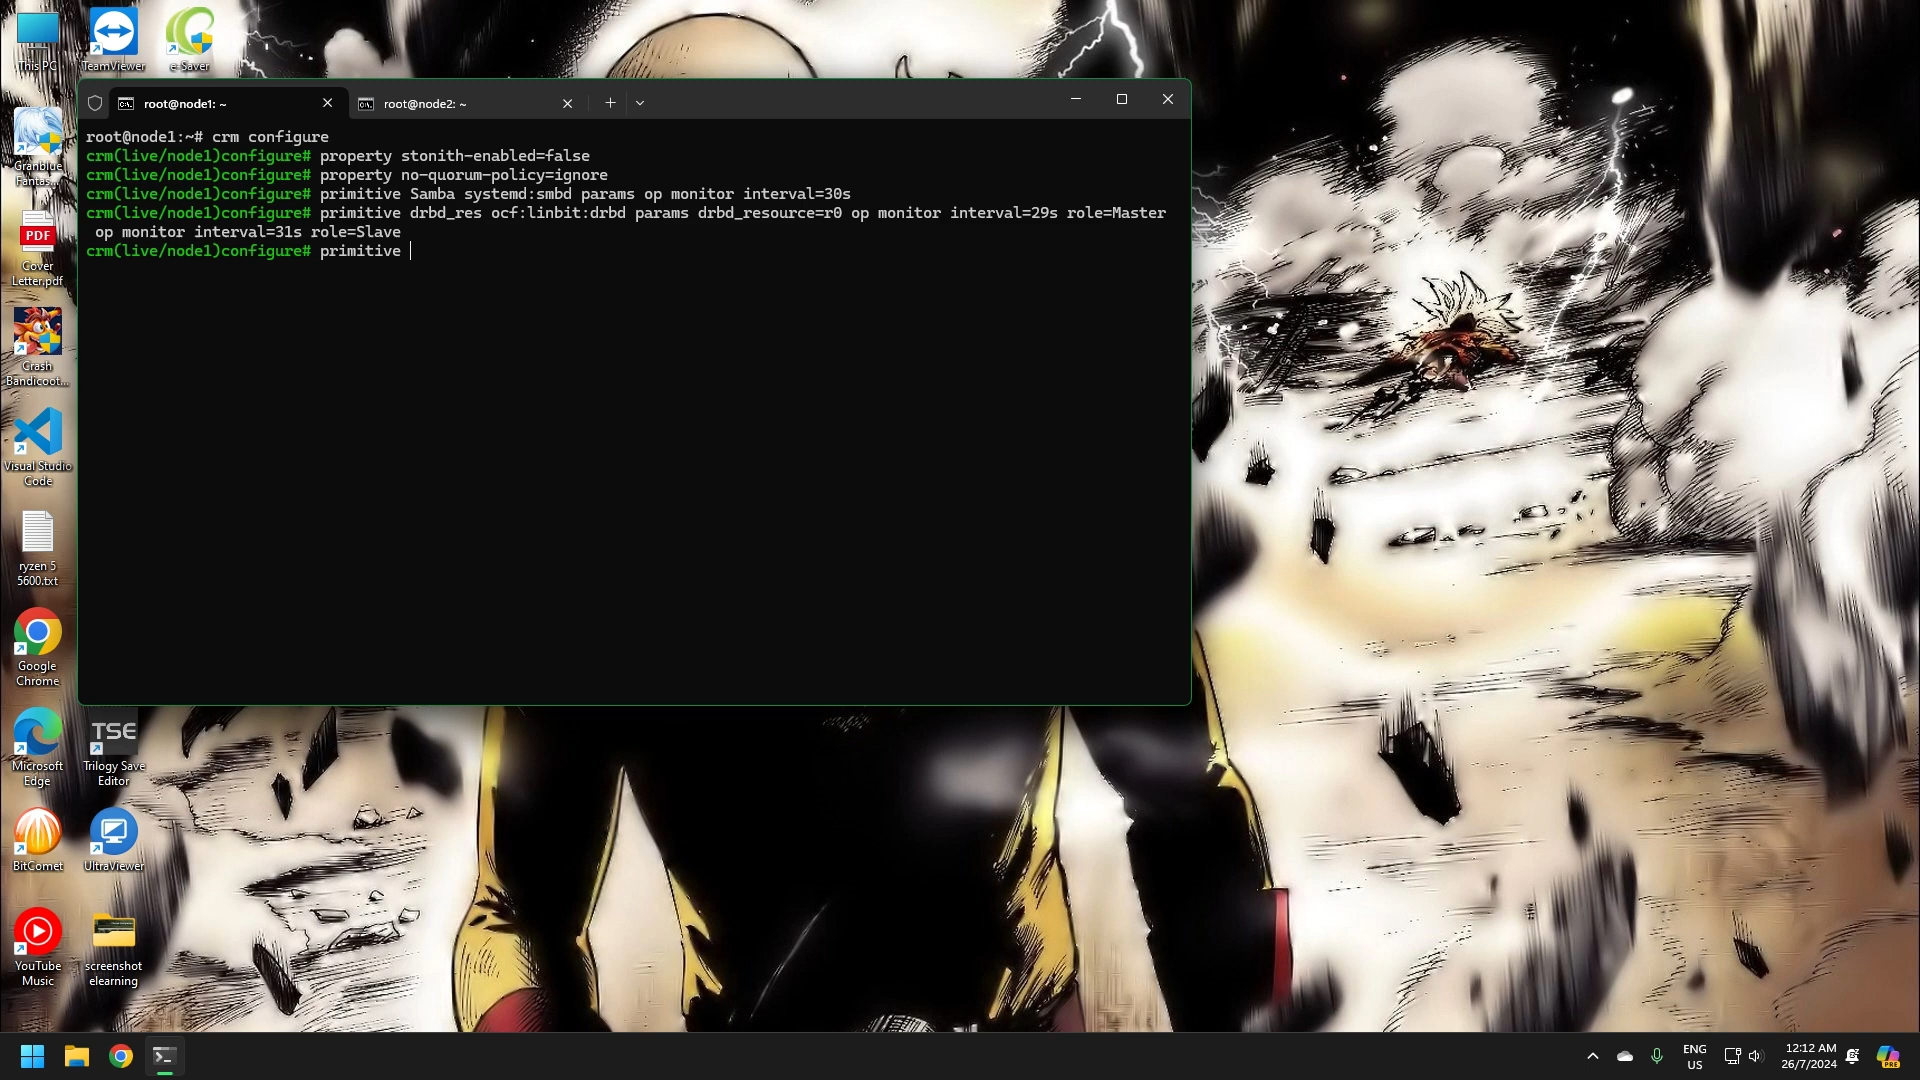 This PC
TeamViewer
e-Saver
Granblue
Fantas...
PDF
Cover
Letter.pdf
Crash
Bandicoot...
Visual Studio
Code
ryzen 5
5600.txt
Google
Chrome
Microsoft
Edge
TSE
Trilogy Save
Editor
BitComet
UltraViewer
YouTube
Music
screenshot
elearning
root@node1: ~
root@node2: ~
root@node1:~# crm configure
crm(live/node1)configure# property stonith-enabled=false
crm(live/node1)configure# property no-quorum-policy=ignore
crm(live/node1)configure# primitive Samba systemd:smbd params op monitor interval=30s
crm(live/node1)configure# primitive drbd_res ocf:linbit:drbd params drbd_resource=r0 op monitor interval=29s role=Master
op monitor interval=31s role=Slave
crm(live/node1)configure# primitive
ENG
US
12:12 AM
26/7/2024
PRE